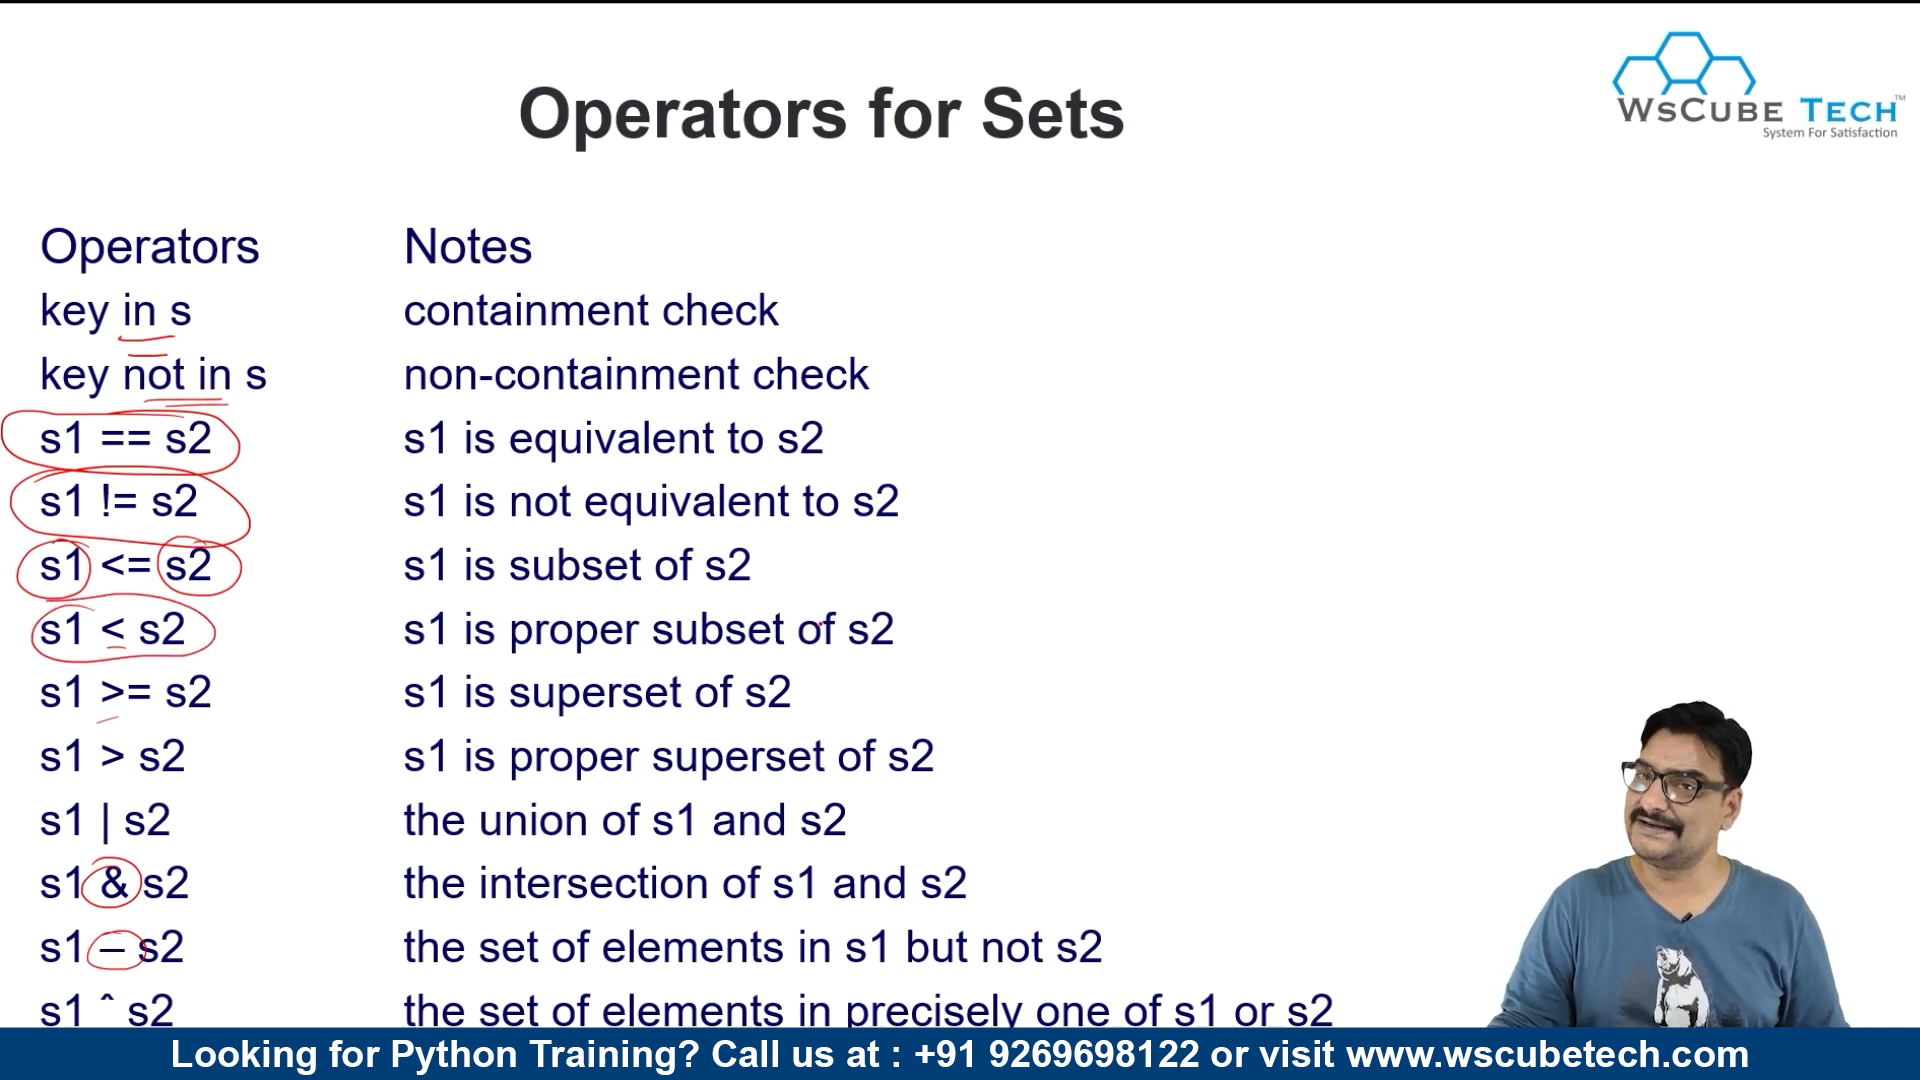 WsCube Tech™
System For Satisfaction
Operators for Sets
Operators Notes
key in s containment check
key not in s non-containment check
s1 == s2 s1 is equivalent to s2
s1 != s2 s1 is not equivalent to s2
s1 <= s2 s1 is subset of s2
s1 < s2 s1 is proper subset of s2
s1 >= s2 s1 is superset of s2
s1 > s2 s1 is proper superset of s2
s1 | s2 the union of s1 and s2
s1 & s2 the intersection of s1 and s2
s1 – s2 the set of elements in s1 but not s2
s1 ˆ s2 the set of elements in precisely one of s1 or s2
Looking for Python Training? Call us at : +91 9269698122 or visit www.wscubetech.com